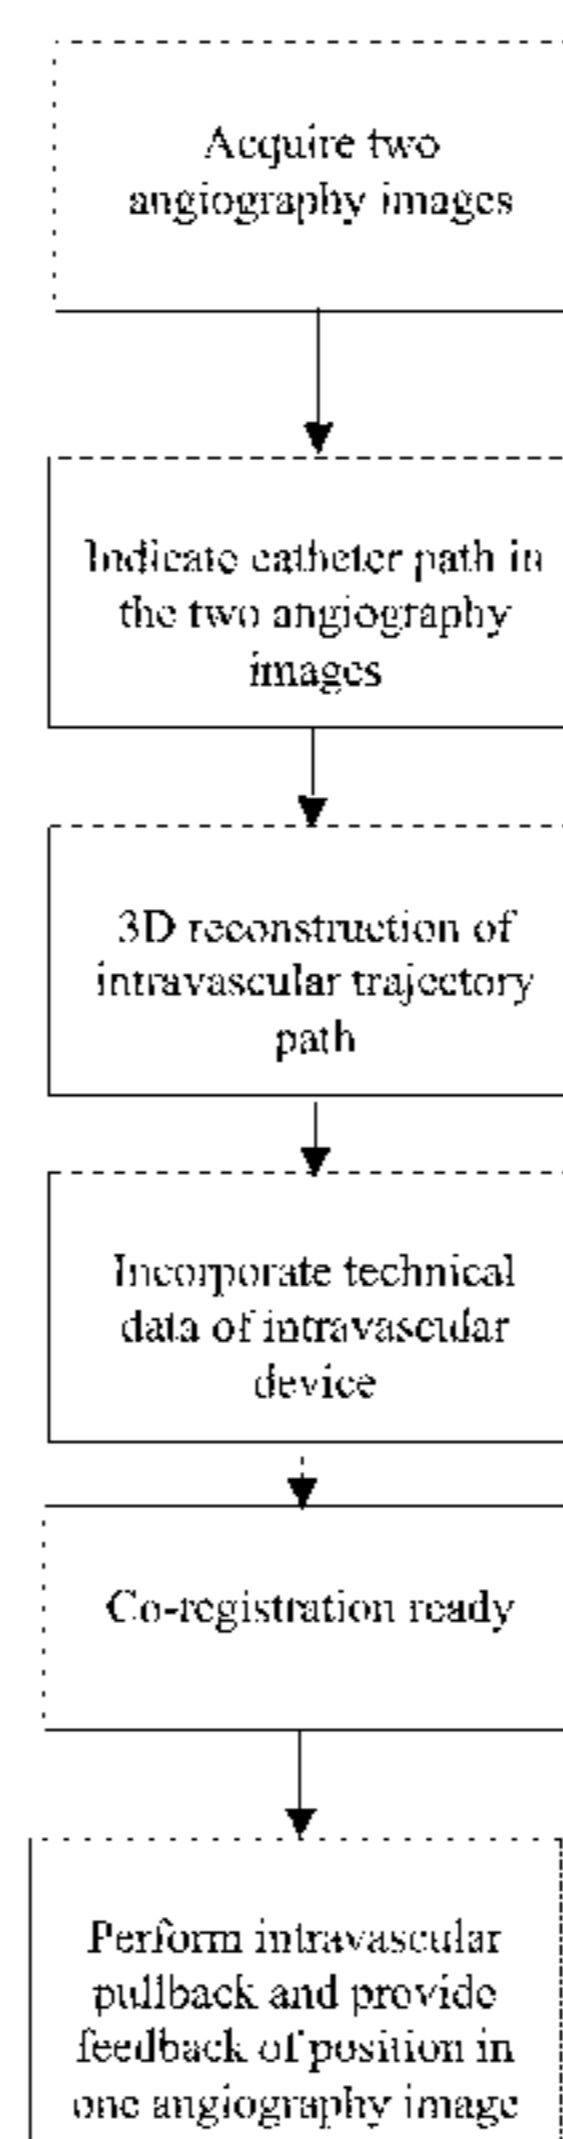 Acquire two
angiography images
Indicate catheter path in
the two angiography
images
3D reconstruction of
intravascular trajectory
path
Incorporate technical
data of intravascular
device
Co-registration ready
Perform intravascular
pullback and provide
feedback of position in
one angiography image